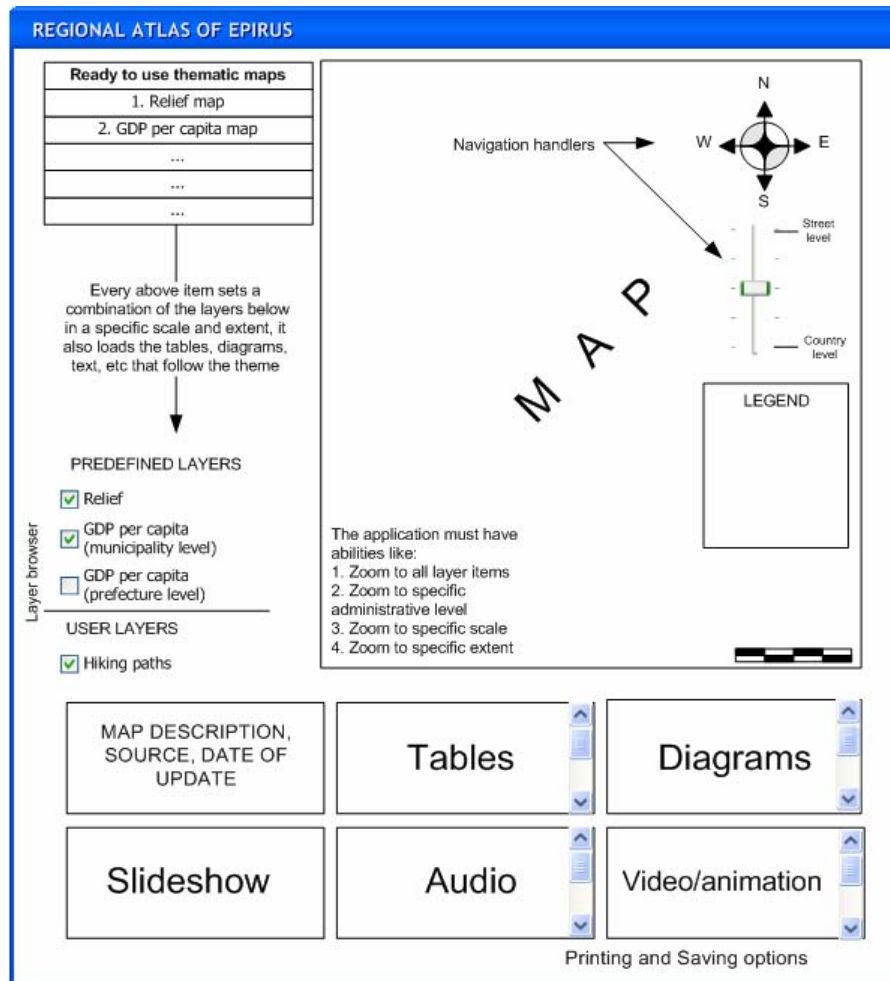 REGIONAL ATLAS OF EPIRUS
Ready to use thematic maps
1. Relief map
2. GDP per capita map
...
...
...
Every above item sets a
combination of the layers below
in a specific scale and extent, it
also loads the tables, diagrams,
text, etc that follow the theme
Layer browser
PREDEFINED LAYERS
Relief
GDP per capita
(municipality level)
GDP per capita
(prefecture level)
USER LAYERS
Hiking paths
Navigation handlers
N
W
E
S
Street
level
Country
level
MAP
LEGEND
The application must have
abilities like:
1. Zoom to all layer items
2. Zoom to specific
administrative level
3. Zoom to specific scale
4. Zoom to specific extent
MAP DESCRIPTION,
SOURCE, DATE OF
UPDATE
Tables
Diagrams
Slideshow
Audio
Video/animation
Printing and Saving options